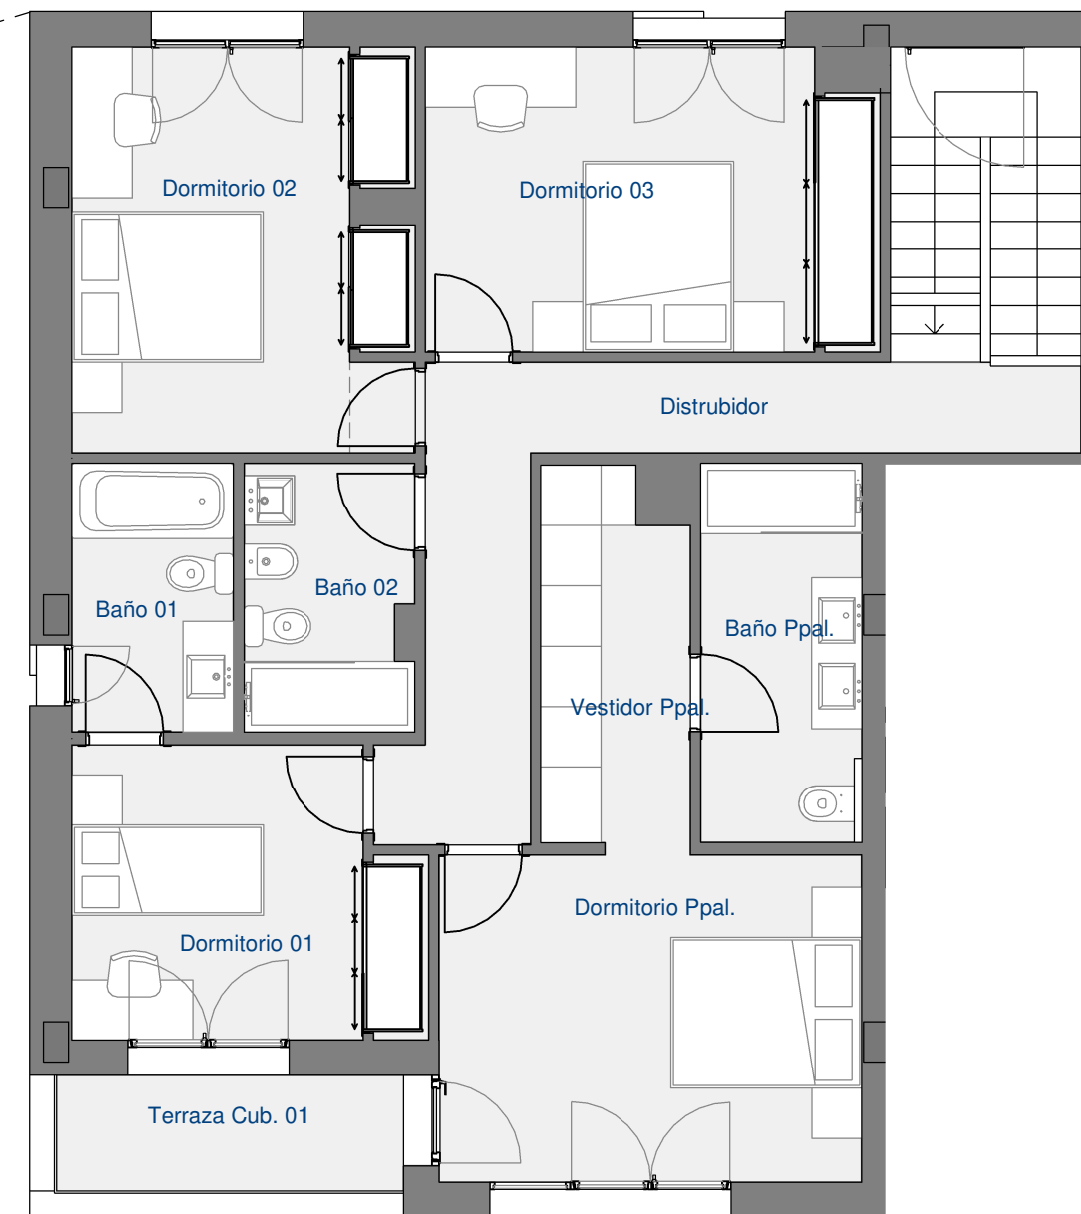 Dormitorio 02
Dormitorio 03
Distrubidor
Baño 01
Baño 02
Baño Ppal.
Vestidor Ppal.
Dormitorio Ppal.
Dormitorio 01
Terraza Cub. 01